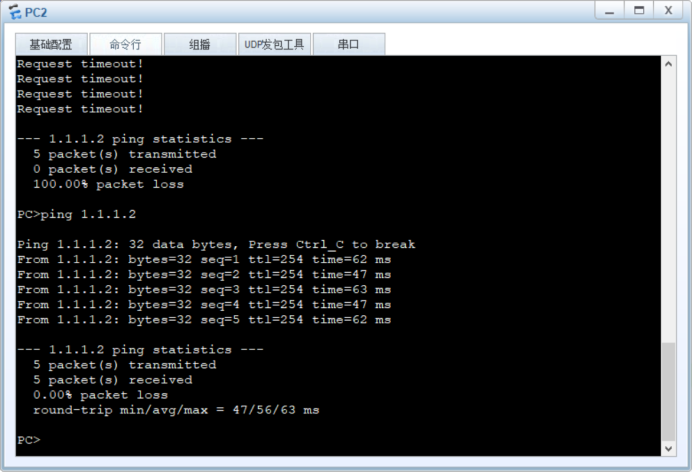 PC2
基础配置 命令行 组播 UDP发包工具 串口
Request timeout!
Request timeout!
Request timeout!
Request timeout!
--- 1.1.1.2 ping statistics ---
5 packet(s) transmitted
0 packet(s) received
100.00% packet loss
PC>ping 1.1.1.2
Ping 1.1.1.2: 32 data bytes, Press Ctrl_C to break
From 1.1.1.2: bytes=32 seq=1 ttl=254 time=62 ms
From 1.1.1.2: bytes=32 seq=2 ttl=254 time=47 ms
From 1.1.1.2: bytes=32 seq=3 ttl=254 time=63 ms
From 1.1.1.2: bytes=32 seq=4 ttl=254 time=47 ms
From 1.1.1.2: bytes=32 seq=5 ttl=254 time=62 ms
--- 1.1.1.2 ping statistics ---
5 packet(s) transmitted
5 packet(s) received
0.00% packet loss
round-trip min/avg/max = 47/56/63 ms
PC>